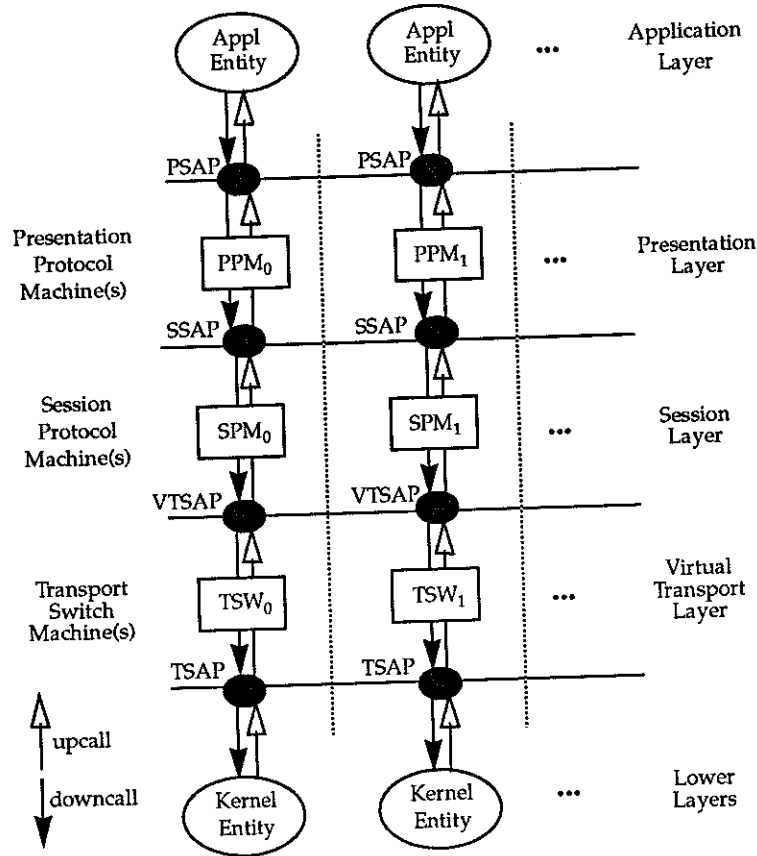 Appl
Entity
Appl
Entity
...
Application
Layer
PSAP
PSAP
Presentation
Protocol
Machine(s)
PPM0
PPM1
...
Presentation
Layer
SSAP
SSAP
Session
Protocol
Machine(s)
SPM0
SPM1
...
Session
Layer
VTSAP
VTSAP
Transport
Switch
Machine(s)
TSW0
TSW1
...
Virtual
Transport
Layer
TSAP
TSAP
upcall
downcall
Kernel
Entity
Kernel
Entity
...
Lower
Layers